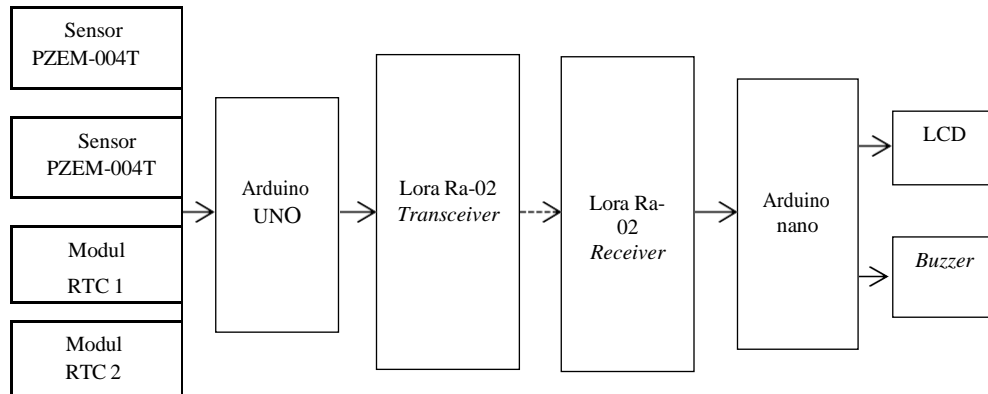 Sensor
PZEM-004T
Sensor
PZEM-004T
Modul
RTC 1
Modul
RTC 2
Arduino
UNO
Lora Ra-02
Transceiver
Lora Ra-
02
Receiver
Arduino
nano
LCD
Buzzer